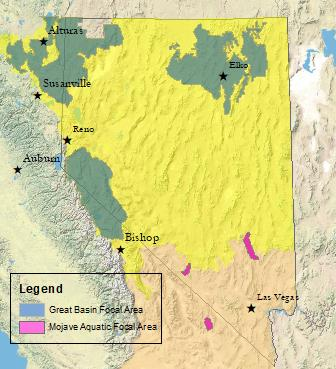 Alturas
Elko
Susanville
Reno
Auburn
Bishop
Las Vegas
Legend
Great Basin Focal Area
Mojave Aquatic Focal Area